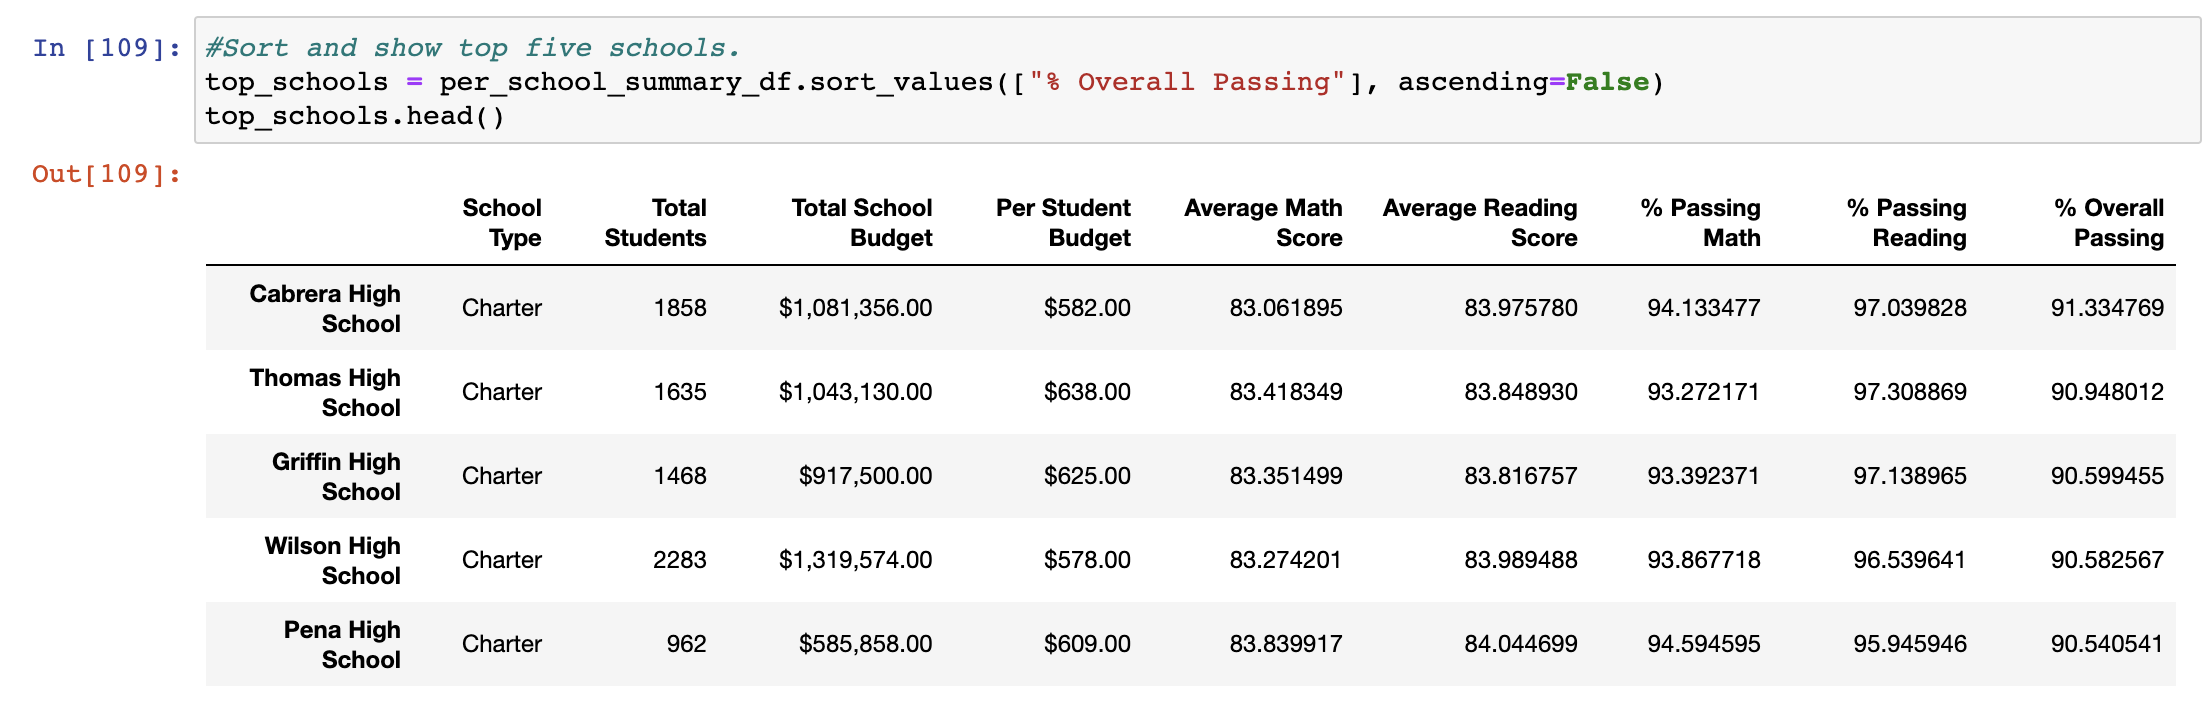 In [109]: #Sort and show top five schools.
top_schools = per_school_summary_df.sort_values(["% Overall Passing"], ascending=False)
top_schools.head()
Out[109]:
School Type Total Students Total School Budget Per Student Budget Average Math Score Average Reading Score % Passing Math % Passing Reading % Overall Passing
Cabrera High School Charter 1858 $1,081,356.00 $582.00 83.061895 83.975780 94.133477 97.039828 91.334769
Thomas High School Charter 1635 $1,043,130.00 $638.00 83.418349 83.848930 93.272171 97.308869 90.948012
Griffin High School Charter 1468 $917,500.00 $625.00 83.351499 83.816757 93.392371 97.138965 90.599455
Wilson High School Charter 2283 $1,319,574.00 $578.00 83.274201 83.989488 93.867718 96.539641 90.582567
Pena High School Charter 962 $585,858.00 $609.00 83.839917 84.044699 94.594595 95.945946 90.540541